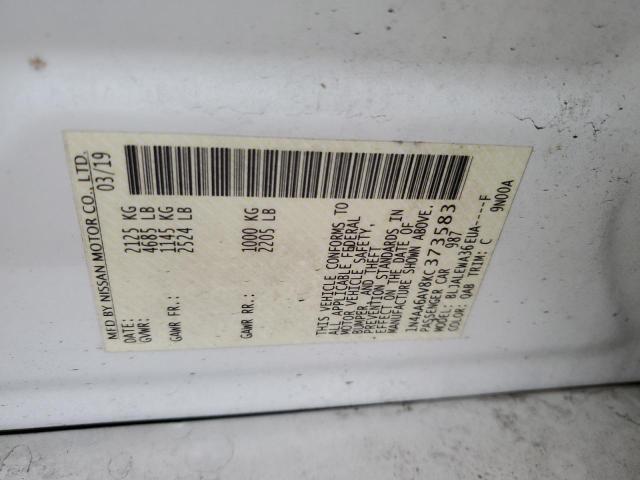 MFD BY NISSAN MOTOR CO., LTD.
DATE: 03/19
GVWR: 2125 KG
4685 LB
GAWR FR.: 1145 KG
2524 LB
GAWR RR.: 1000 KG
2205 LB
THIS VEHICLE CONFORMS TO
ALL APPLICABLE FEDERAL
MOTOR VEHICLE SAFETY,
BUMPER, AND THEFT
PREVENTION STANDARDS IN
EFFECT ON THE DATE OF
MANUFACTURE SHOWN ABOVE.
1N4AA6AV8KC373583
PASSENGER CAR 987
MODEL: BLJALEWA36EUA----F
COLOR: QAB TRIM: C 9N00A